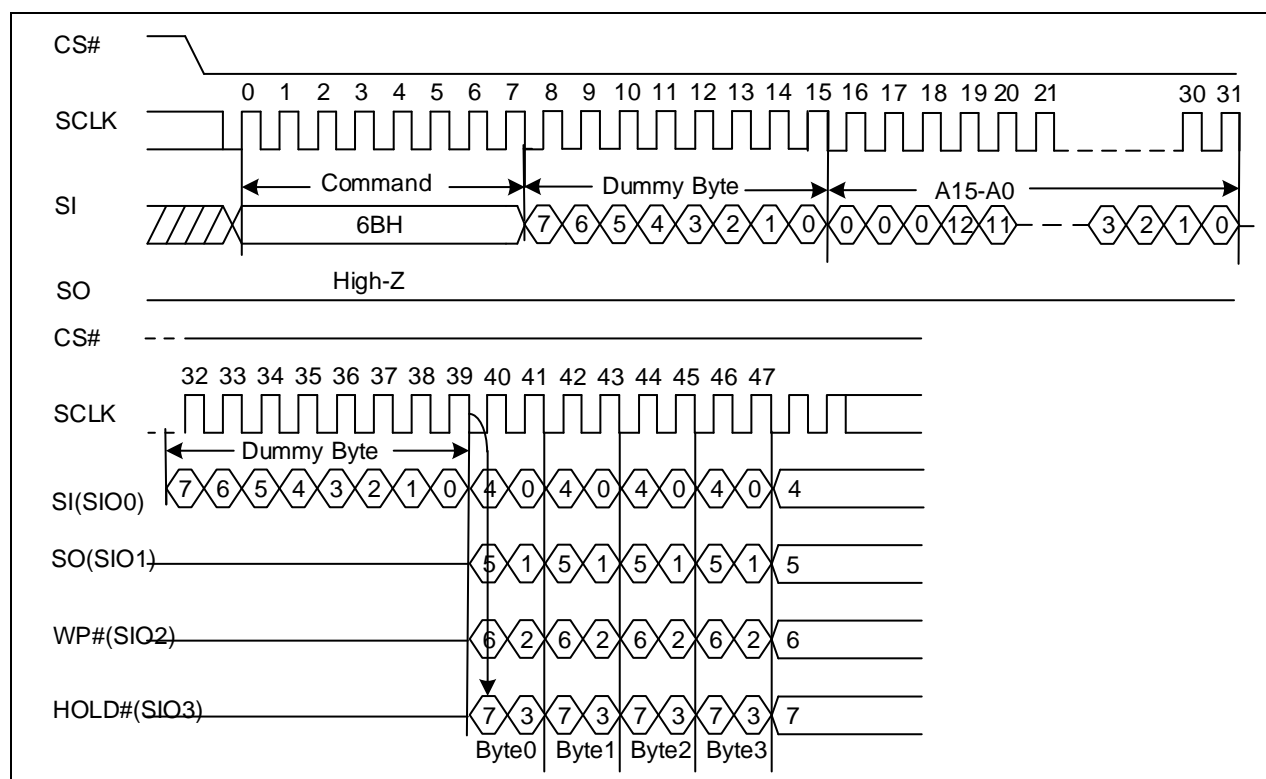 CS#
0 1 2 3 4 5 6 7 8 9 10 11 12 13 14 15 16 17 18 19 20 21 30 31
SCLK
Command Dummy Byte A15-A0
SI
6BH 7 6 5 4 3 2 1 0 0 0 0 12 11 3 2 1 0
High-Z
SO
CS#
32 33 34 35 36 37 38 39 40 41 42 43 44 45 46 47
SCLK
Dummy Byte
SI(SIO0) 7 6 5 4 3 2 1 0 4 0 4 0 4 0 4 0 4
SO(SIO1) 5 1 5 1 5 1 5 1 5
WP#(SIO2) 6 2 6 2 6 2 6 2 6
HOLD#(SIO3) 7 3 7 3 7 3 7 3 7
Byte0 Byte1 Byte2 Byte3